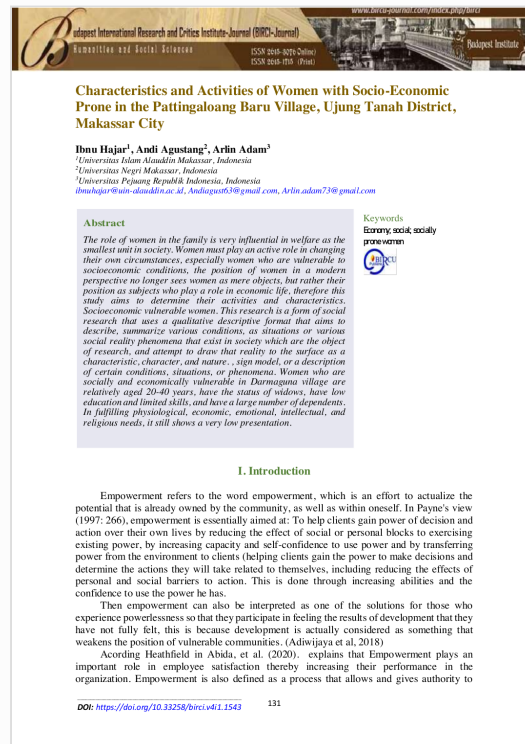 www.bircu-journal.com/index.php/birci
Budapest International Research and Critics Institute-Journal (BIRCI-Journal)
Humanities and Social Sciences
ISSN 2615-3076 Online)
ISSN 2615-1715 (Print)
Budapest Institute
Characteristics and Activities of Women with Socio-Economic
Prone in the Pattingaloang Baru Village, Ujung Tanah District,
Makassar City
Ibnu Hajar1, Andi Agustang2, Arlin Adam3
1Universitas Islam Alauddin Makassar, Indonesia
2Universitas Negri Makassar, Indonesia
3Universitas Pejuang Republik Indonesia, Indonesia
ibnuhajar@uin-alauddin.ac.id, Andiagust63@gmail.com, Arlin.adam73@gmail.com
Abstract
The role of women in the family is very influential in welfare as the
smallest unit in society. Women must play an active role in changing
their own circumstances, especially women who are vulnerable to
socioeconomic conditions, the position of women in a modern
perspective no longer sees women as mere objects, but rather their
position as subjects who play a role in economic life, therefore this
study aims to determine their activities and characteristics.
Socioeconomic vulnerable women. This research is a form of social
research that uses a qualitative descriptive format that aims to
describe, summarize various conditions, as situations or various
social reality phenomena that exist in society which are the object
of research, and attempt to draw that reality to the surface as a
characteristic, character, and nature. , sign model, or a description
of certain conditions, situations, or phenomena. Women who are
socially and economically vulnerable in Darmaguna village are
relatively aged 20-40 years, have the status of widows, have low
education and limited skills, and have a large number of dependents.
In fulfilling physiological, economic, emotional, intellectual, and
religious needs, it still shows a very low presentation.
Keywords
Economy; social; socially
prone women
BIRCU
I. Introduction
Empowerment refers to the word empowerment, which is an effort to actualize the
potential that is already owned by the community, as well as within oneself. In Payne's view
(1997: 266), empowerment is essentially aimed at: To help clients gain power of decision and
action over their own lives by reducing the effect of social or personal blocks to exercising
existing power, by increasing capacity and self-confidence to use power and by transferring
power from the environment to clients (helping clients gain the power to make decisions and
determine the actions they will take related to themselves, including reducing the effects of
personal and social barriers to action. This is done through increasing abilities and the
confidence to use the power he has.
Then empowerment can also be interpreted as one of the solutions for those who
experience powerlessness so that they participate in feeling the results of development that they
have not fully felt, this is because development is actually considered as something that
weakens the position of vulnerable communities. (Adiwijaya et al, 2018)
Acording Heathfield in Abida, et al. (2020). explains that Empowerment plays an
important role in employee satisfaction thereby increasing their performance in the
organization. Empowerment is also defined as a process that allows and gives authority to
DOI: https://doi.org/10.33258/birci.v4i1.1543
131